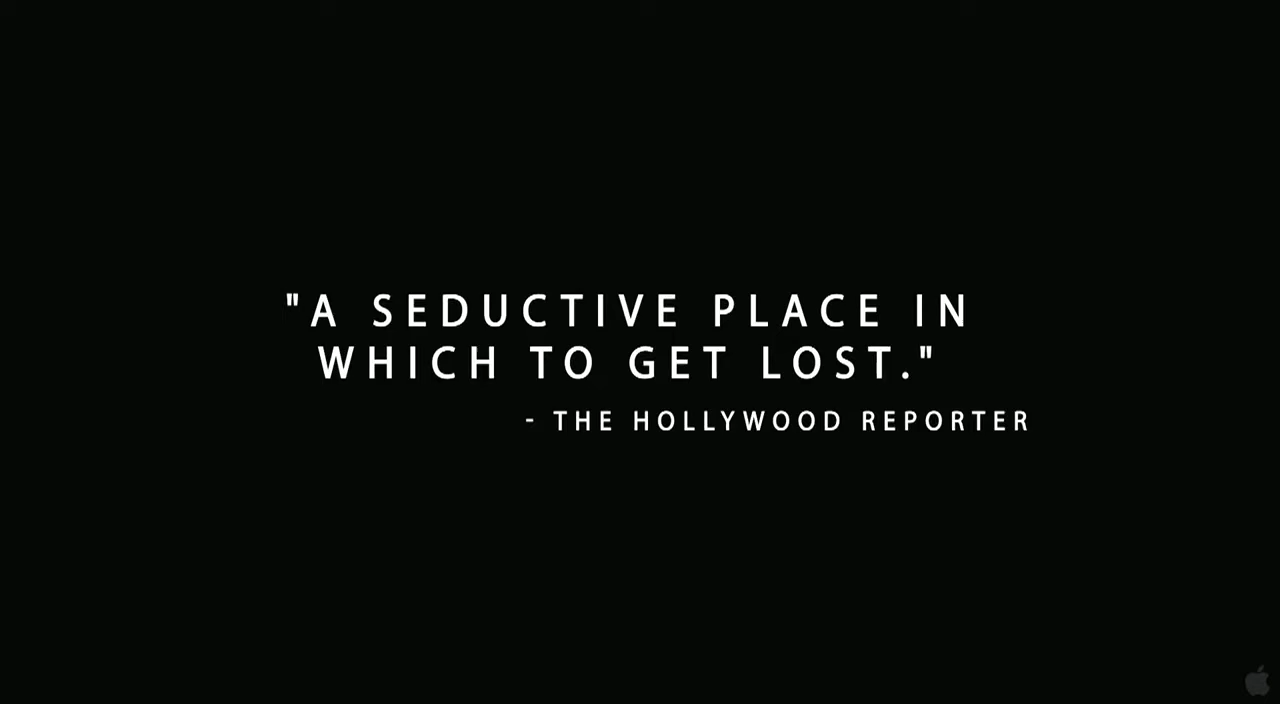 "A SEDUCTIVE PLACE IN
WHICH TO GET LOST."
- THE HOLLYWOOD REPORTER